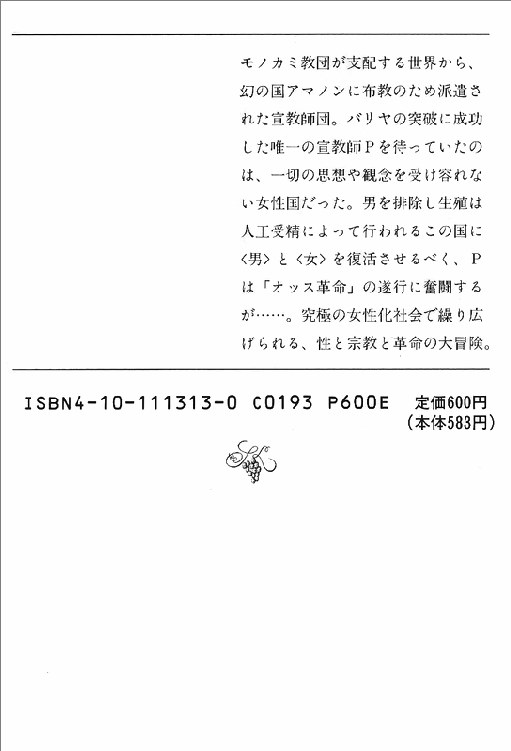 モノカミ教団が支配する世界から、
幻の国アマノンに布教のため派遣さ
れた宣教師団。バリヤの突破に成功
した唯一の宣教師Ｐを待っていたの
は、一切の思想や観念を受け容れな
い女性国だった。男を排除し生殖は
人工受精によって行われるこの国に
〈男〉と〈女〉を復活させるべく、Ｐ
は「オッス革命」の遂行に奮闘する
が……。究極の女性化社会で繰り広
げられる、性と宗教と革命の大冒険。
ISBN4-10-111313-0 C0193 P600E 定価600円
(本体583円)